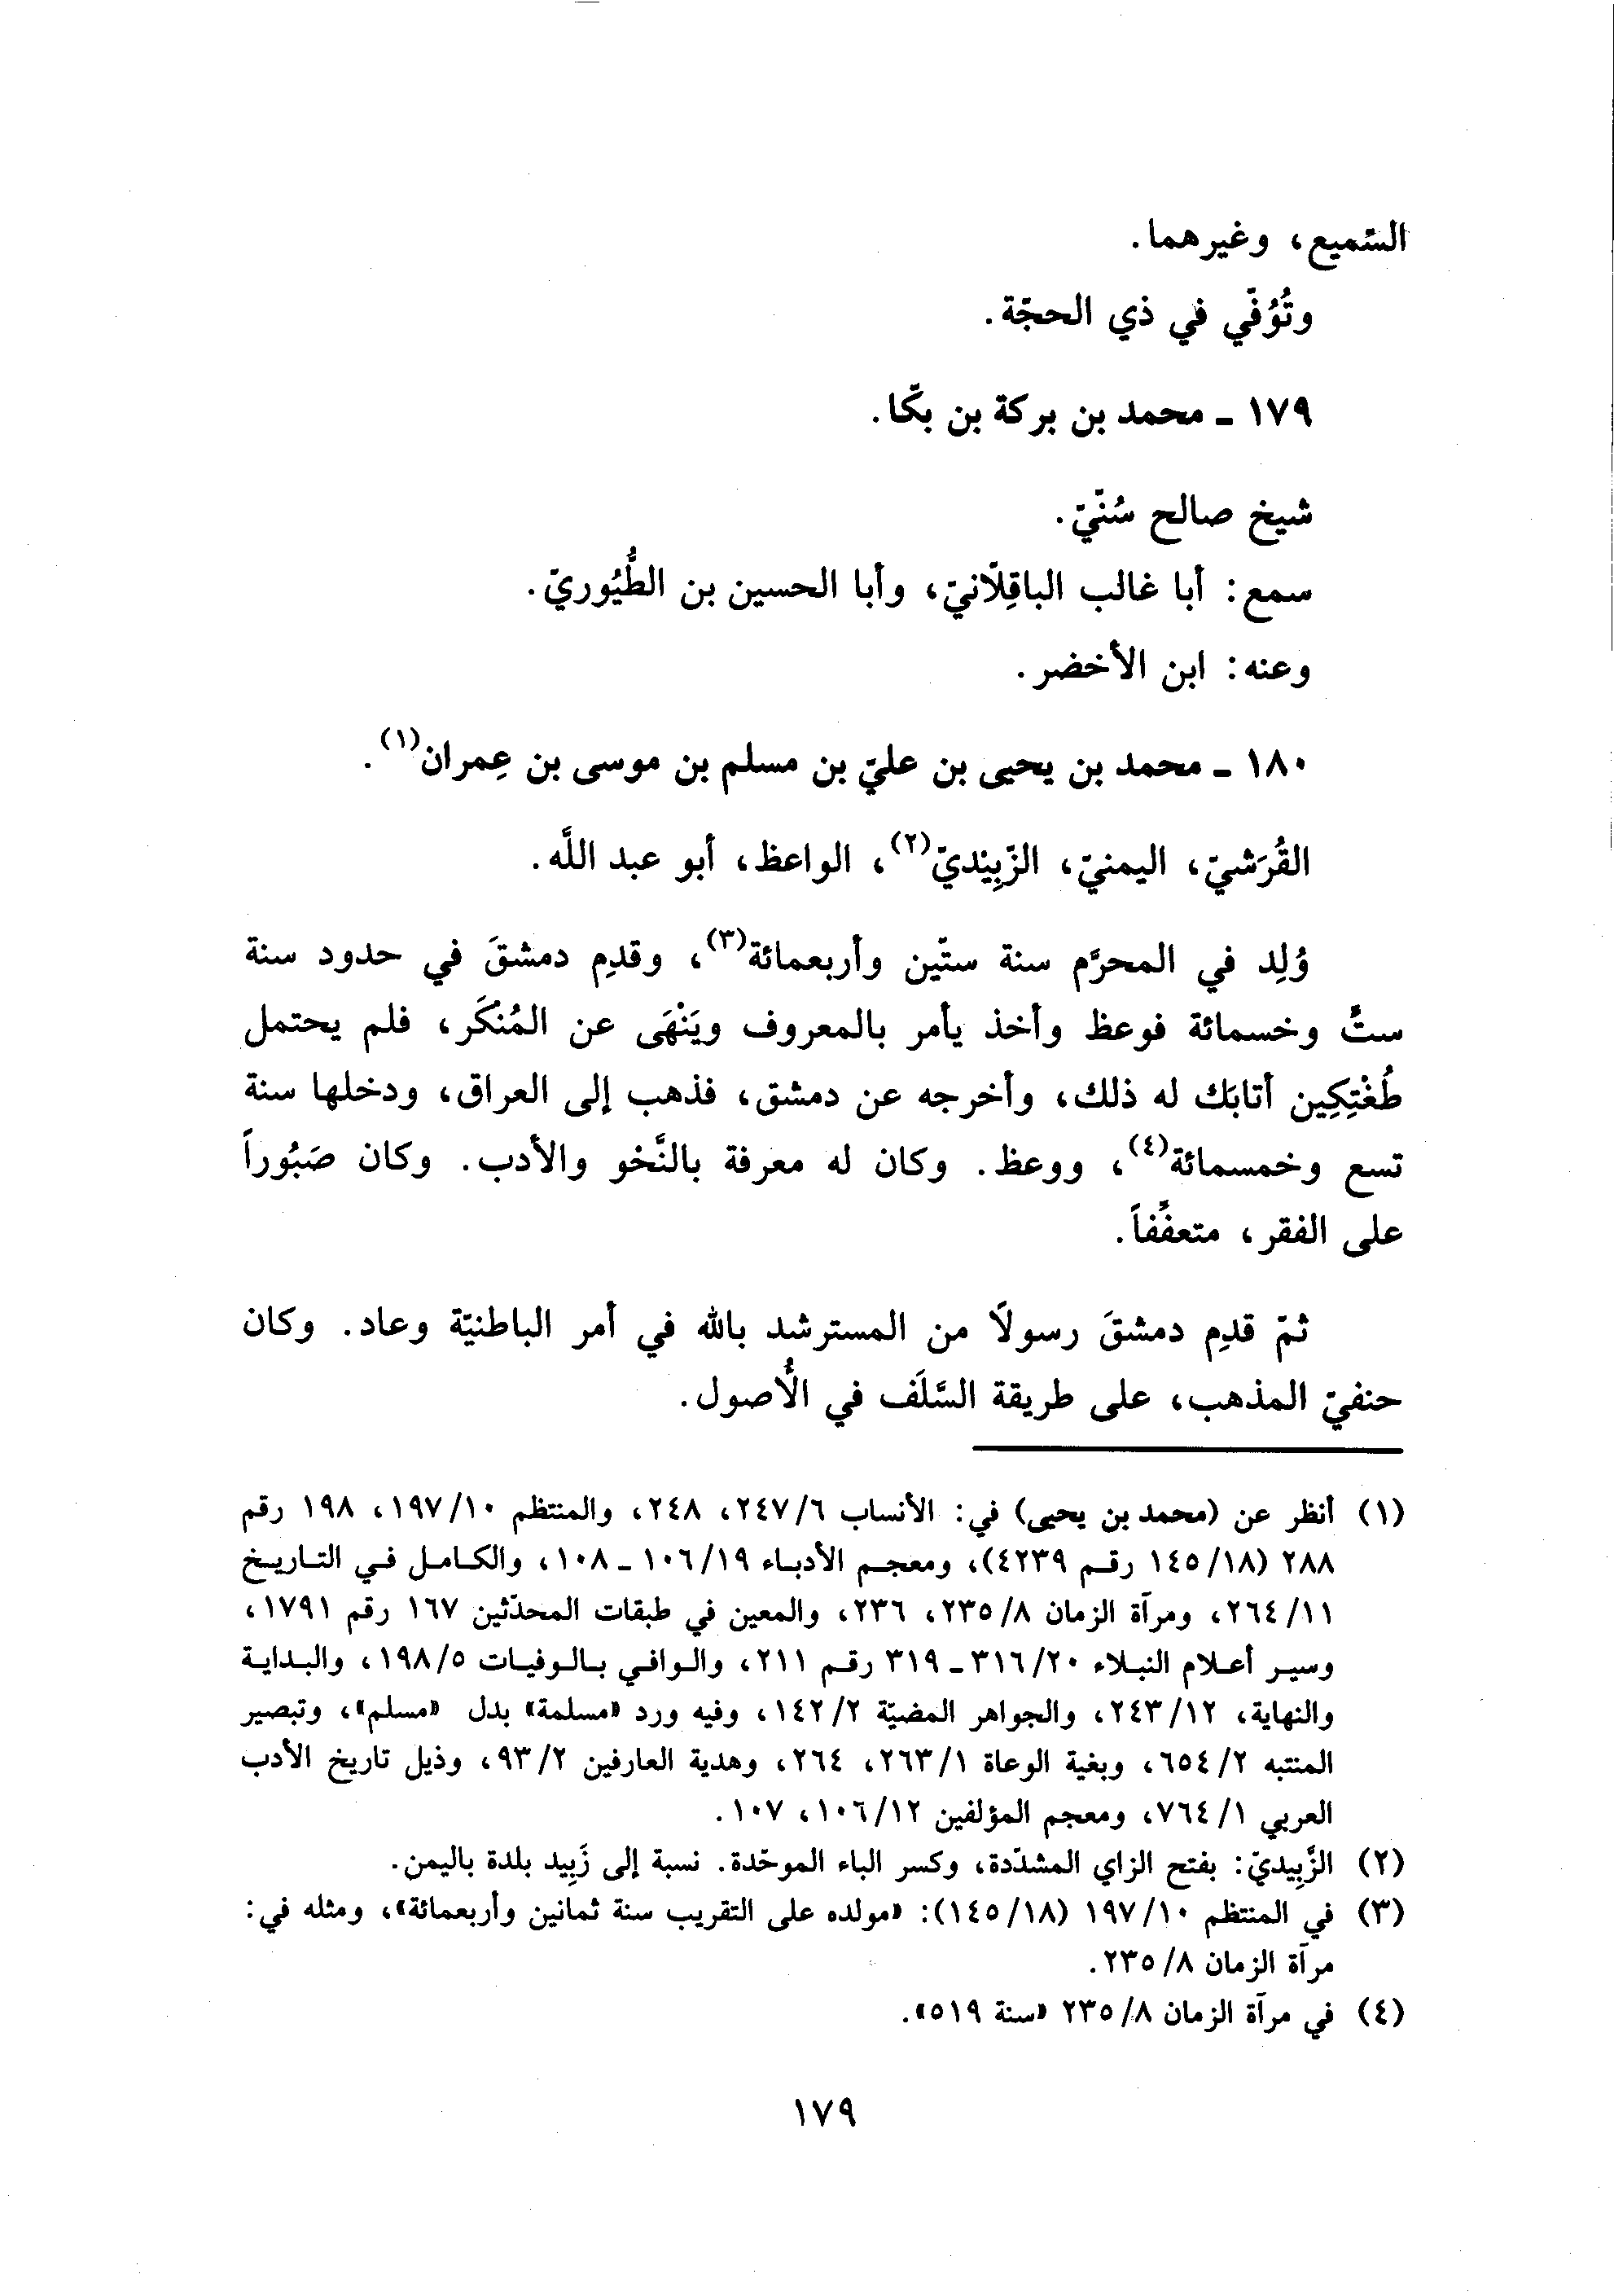 السّميع، وغيرهما.
وتُوُفّي في ذي الحجّة.
١٧٩ ـ محمد بن بركة بن بكّا.
شيخ صالح سُنّيّ.
سمع: أبا غالب الباقِلّانيّ، وأبا الحسين بن الطُّيُوريّ.
وعنه: ابن الأخضر.
١٨٠ ـ محمد بن يحيى بن عليّ بن مسلم بن موسى بن عِمران(١).
القُرَشيّ، اليمنيّ، الزّبِيْديّ(٢)، الواعظ، أبو عبد اللَّه.
وُلِد في المحرَّم سنة ستّين وأربعمائة(٣)، وقدِم دمشقَ في حدود سنة
ستٍّ وخسمائة فوعظ وأخذ يأمر بالمعروف ويَنْهَى عن المُنْكَر، فلم يحتمل
طُغْتِكِين أتابَك له ذلك، وأخرجه عن دمشق، فذهب إلى العراق، ودخلها سنة
تسع وخمسمائة(٤)، ووعظ. وكان له معرفة بالنَّحْو والأدب. وكان صَبُوراً
على الفقر، متعفِّفاً.
ثمّ قدِم دمشقَ رسولاً من المسترشد بالله في أمر الباطنيّة وعاد. وكان
حنفيّ المذهب، على طريقة السَّلَف في الأُصول.
(١) أنظر عن (محمد بن يحيى) في: الأنساب ٢٤٧/٦، ٢٤٨، والمنتظم ١٩٧/١٠، ١٩٨ رقم
٢٨٨ (١٤٥/١٨ رقم ٤٢٣٩)، ومعجم الأدباء ١٠٦/١٩ ـ ١٠٨، والكامل في التاريخ
٢٦٤/١١، ومرآة الزمان ٢٣٥/٨، ٢٣٦، والمعين في طبقات المحدّثين ١٦٧ رقم ١٧٩١،
وسير أعلام النبلاء ٣١٦/٢٠ ـ ٣١٩ رقم ٢١١، والوافي بالوفيات ١٩٨/٥، والبداية
والنهاية، ٢٤٣/١٢، والجواهر المضيّة ١٤٢/٢، وفيه ورد «مسلمة» بدل «مسلم»، وتبصير
المنتبه ٦٥٤/٢، وبغية الوعاة ٢٦٣/١، ٢٦٤، وهدية العارفين ٩٣/٢، وذيل تاريخ الأدب
العربي ٧٦٤/١، ومعجم المؤلفين ١٠٦/١٢، ١٠٧.
(٢) الزَّبِيديّ: بفتح الزاي المشدّدة، وكسر الباء الموحّدة. نسبة إلى زَبِيد بلدة باليمن.
(٣) في المنتظم ١٩٧/١٠ (١٤٥/١٨): «مولده على التقريب سنة ثمانين وأربعمائة»، ومثله في:
مرآة الزمان ٢٣٥/٨.
(٤) في مرآة الزمان ٢٣٥/٨ «سنة ٥١٩».
١٧٩